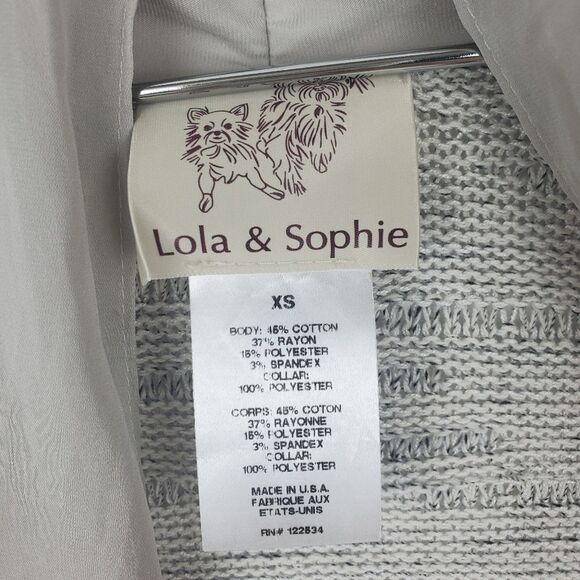 Lola & Sophie
XS
BODY: 45% COTTON
37% RAYON
15% POLYESTER
3% SPANDEX
COLLAR:
100% POLYESTER
CORPS: 45% COTON
37% RAYONNE
15% POLYESTER
3% SPANDEX
COLLAR:
100% POLYESTER
MADE IN U.S.A.
FABRIQUE AUX
ETATS-UNIS
RN# 122534